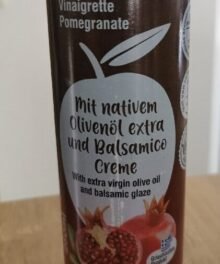 Vinaigrette
Pomegranate
Mit nativem
Olivenöl extra
und Balsamico
Creme
With extra virgin olive oil
and balsamic glaze